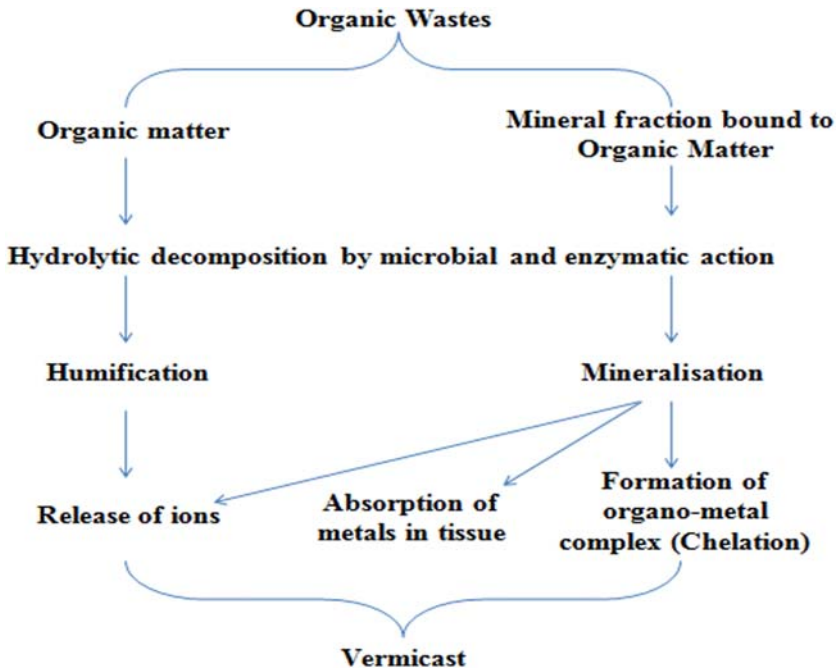 Organic Wastes
Organic matter
Mineral fraction bound to
Organic Matter
Hydrolytic decomposition by microbial and enzymatic action
Humification
Mineralisation
Release of ions
Absorption of
metals in tissue
Formation of
organo-metal
complex (Chelation)
Vermicast